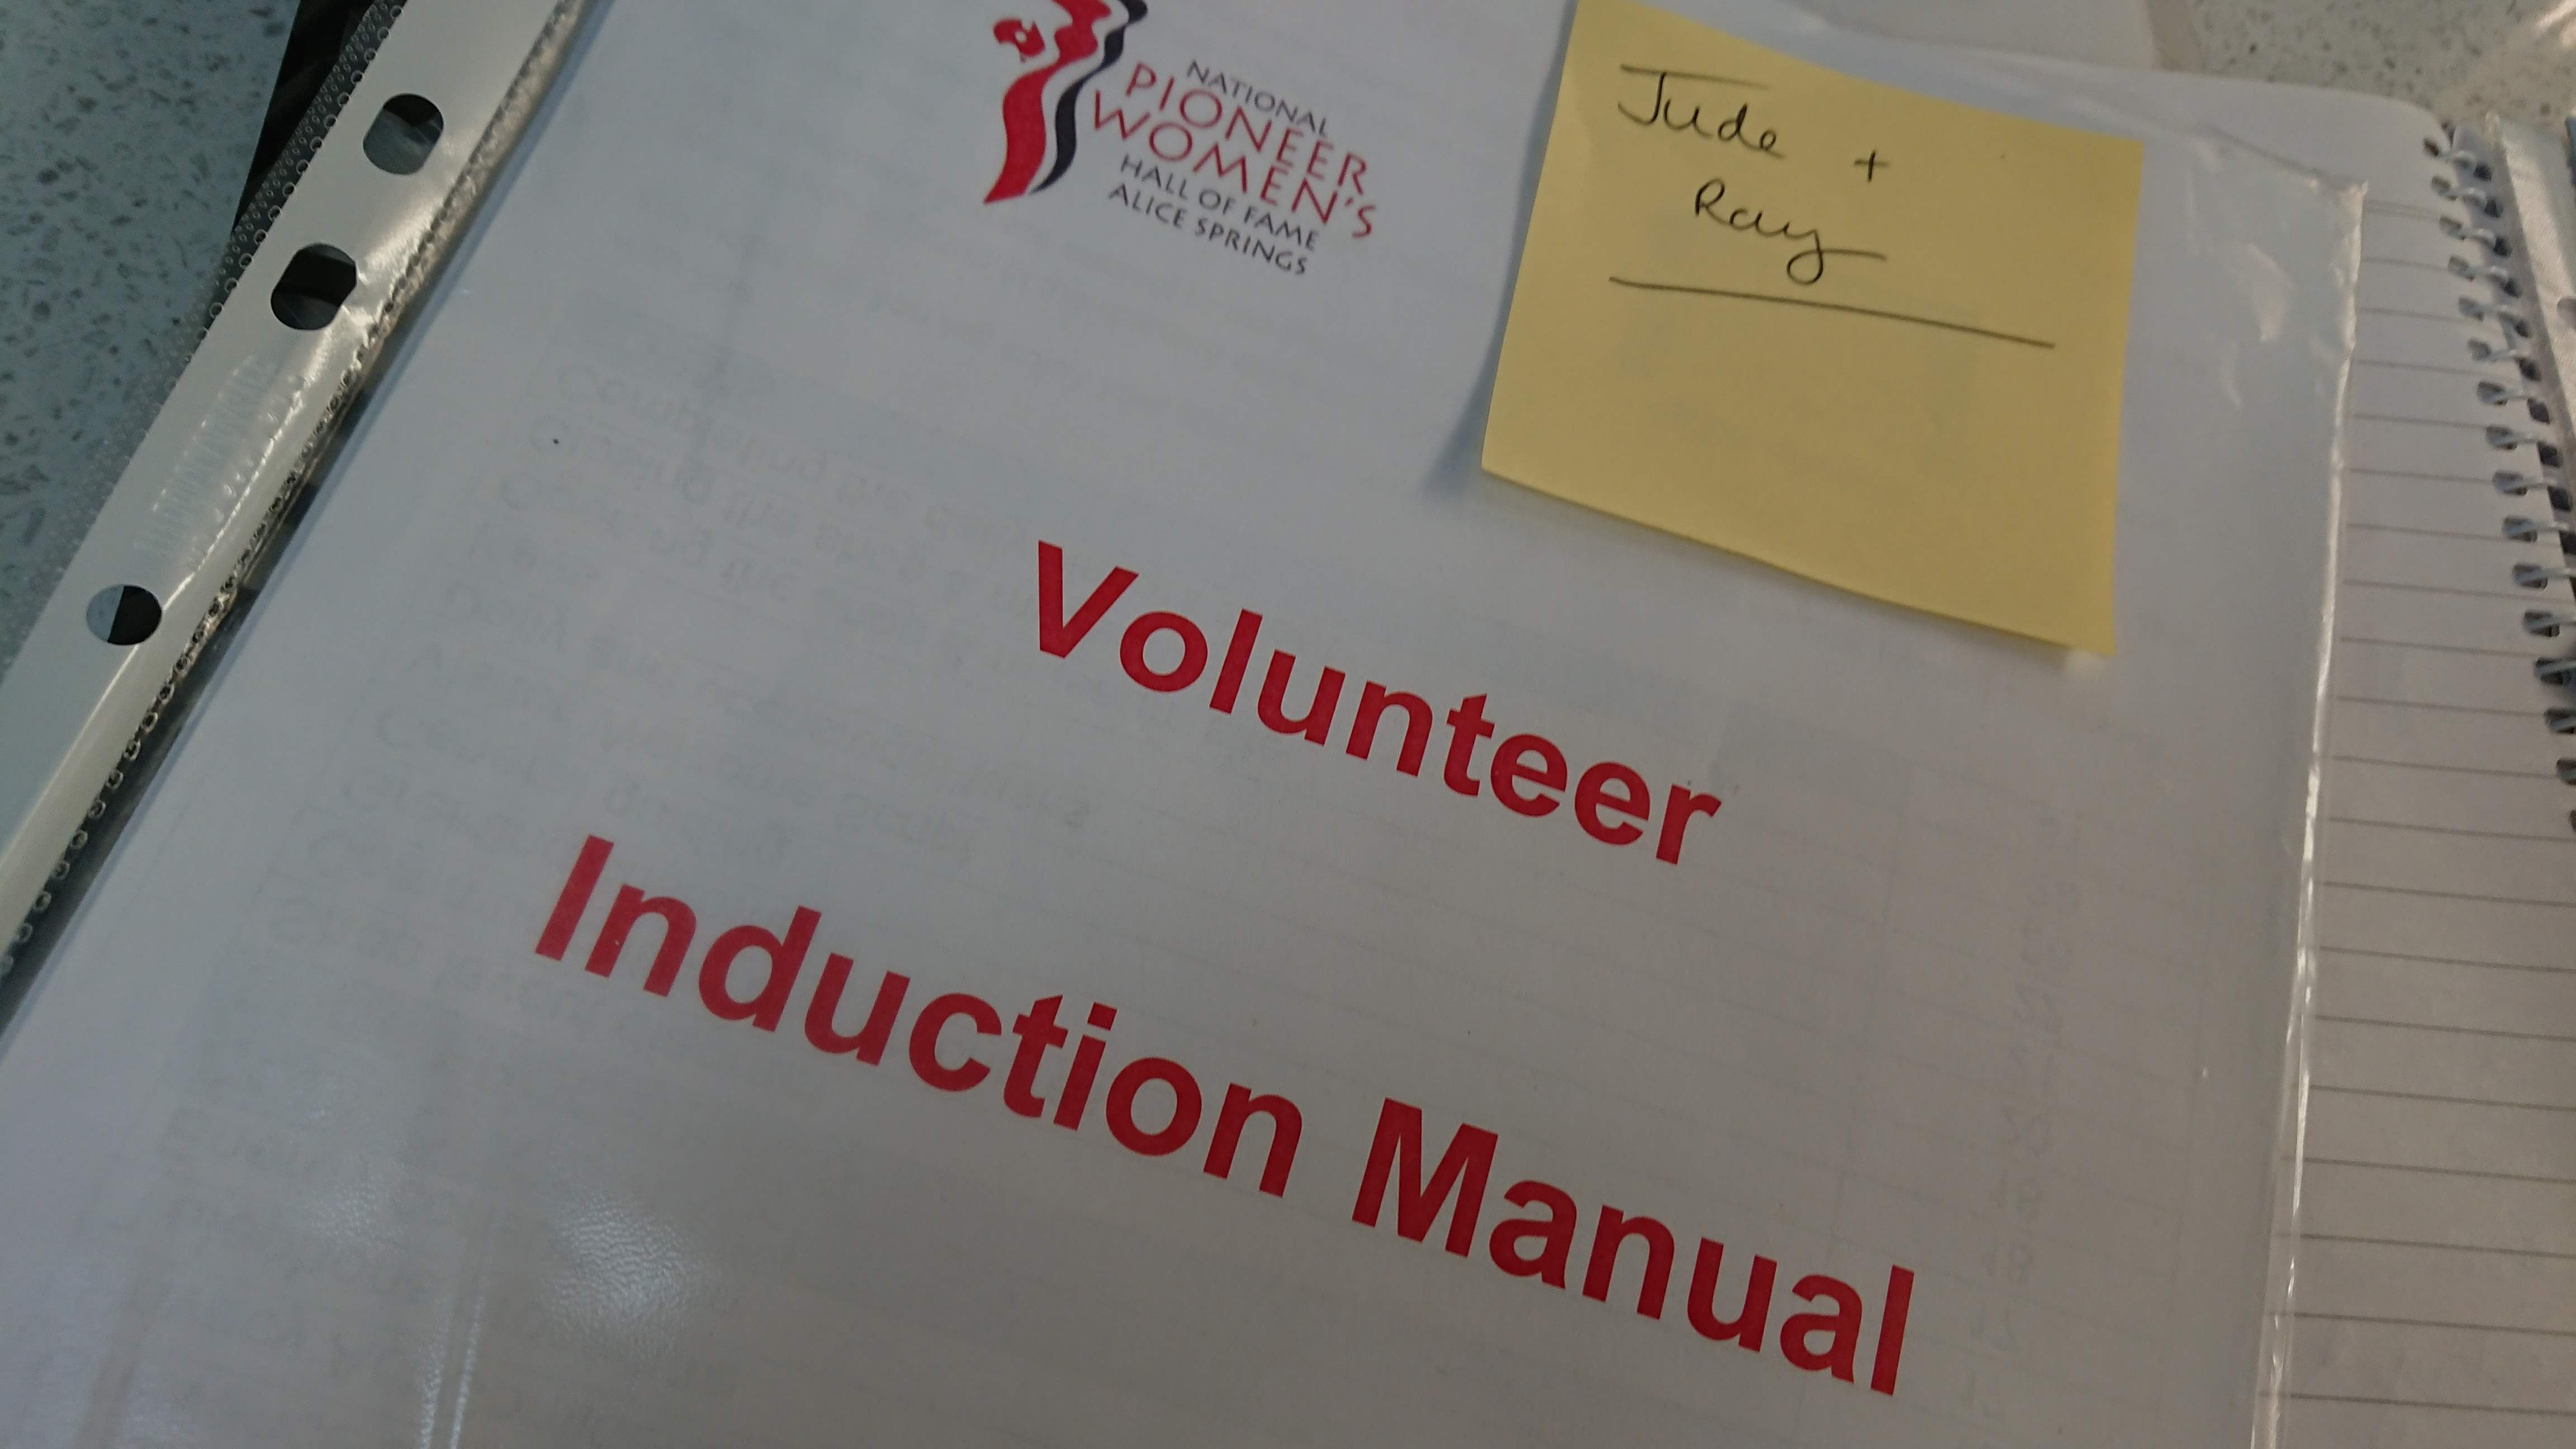 NATIONAL
PIONEER
WOMEN'S
HALL OF FAME
ALICE SPRINGS
Jude +
Ray
Volunteer
Induction Manual